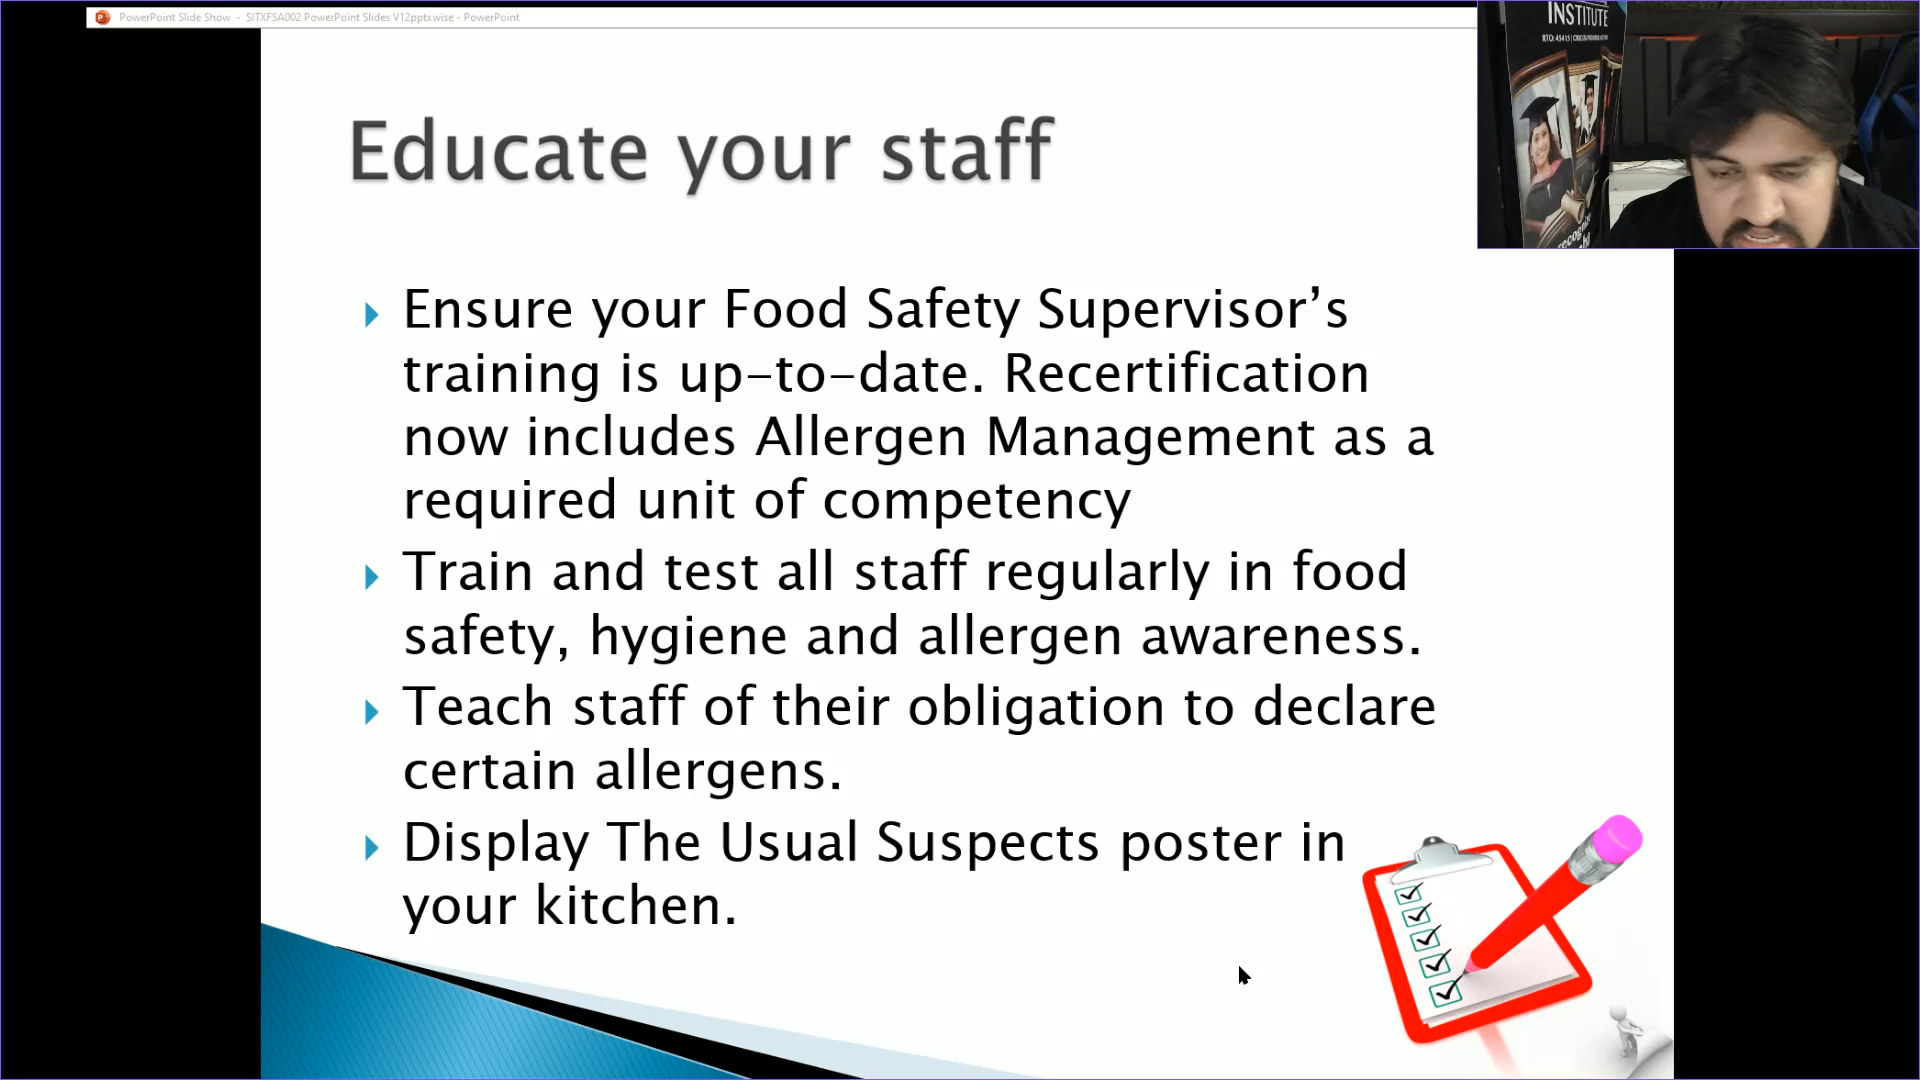 PowerPoint Slide Show - SITXFSA002 PowerPoint Slides V12pptxwise - PowerPoint
INSTITUTE
Educate your staff
Ensure your Food Safety Supervisor’s
training is up-to-date. Recertification
now includes Allergen Management as a
required unit of competency
Train and test all staff regularly in food
safety, hygiene and allergen awareness.
Teach staff of their obligation to declare
certain allergens.
Display The Usual Suspects poster in
your kitchen.